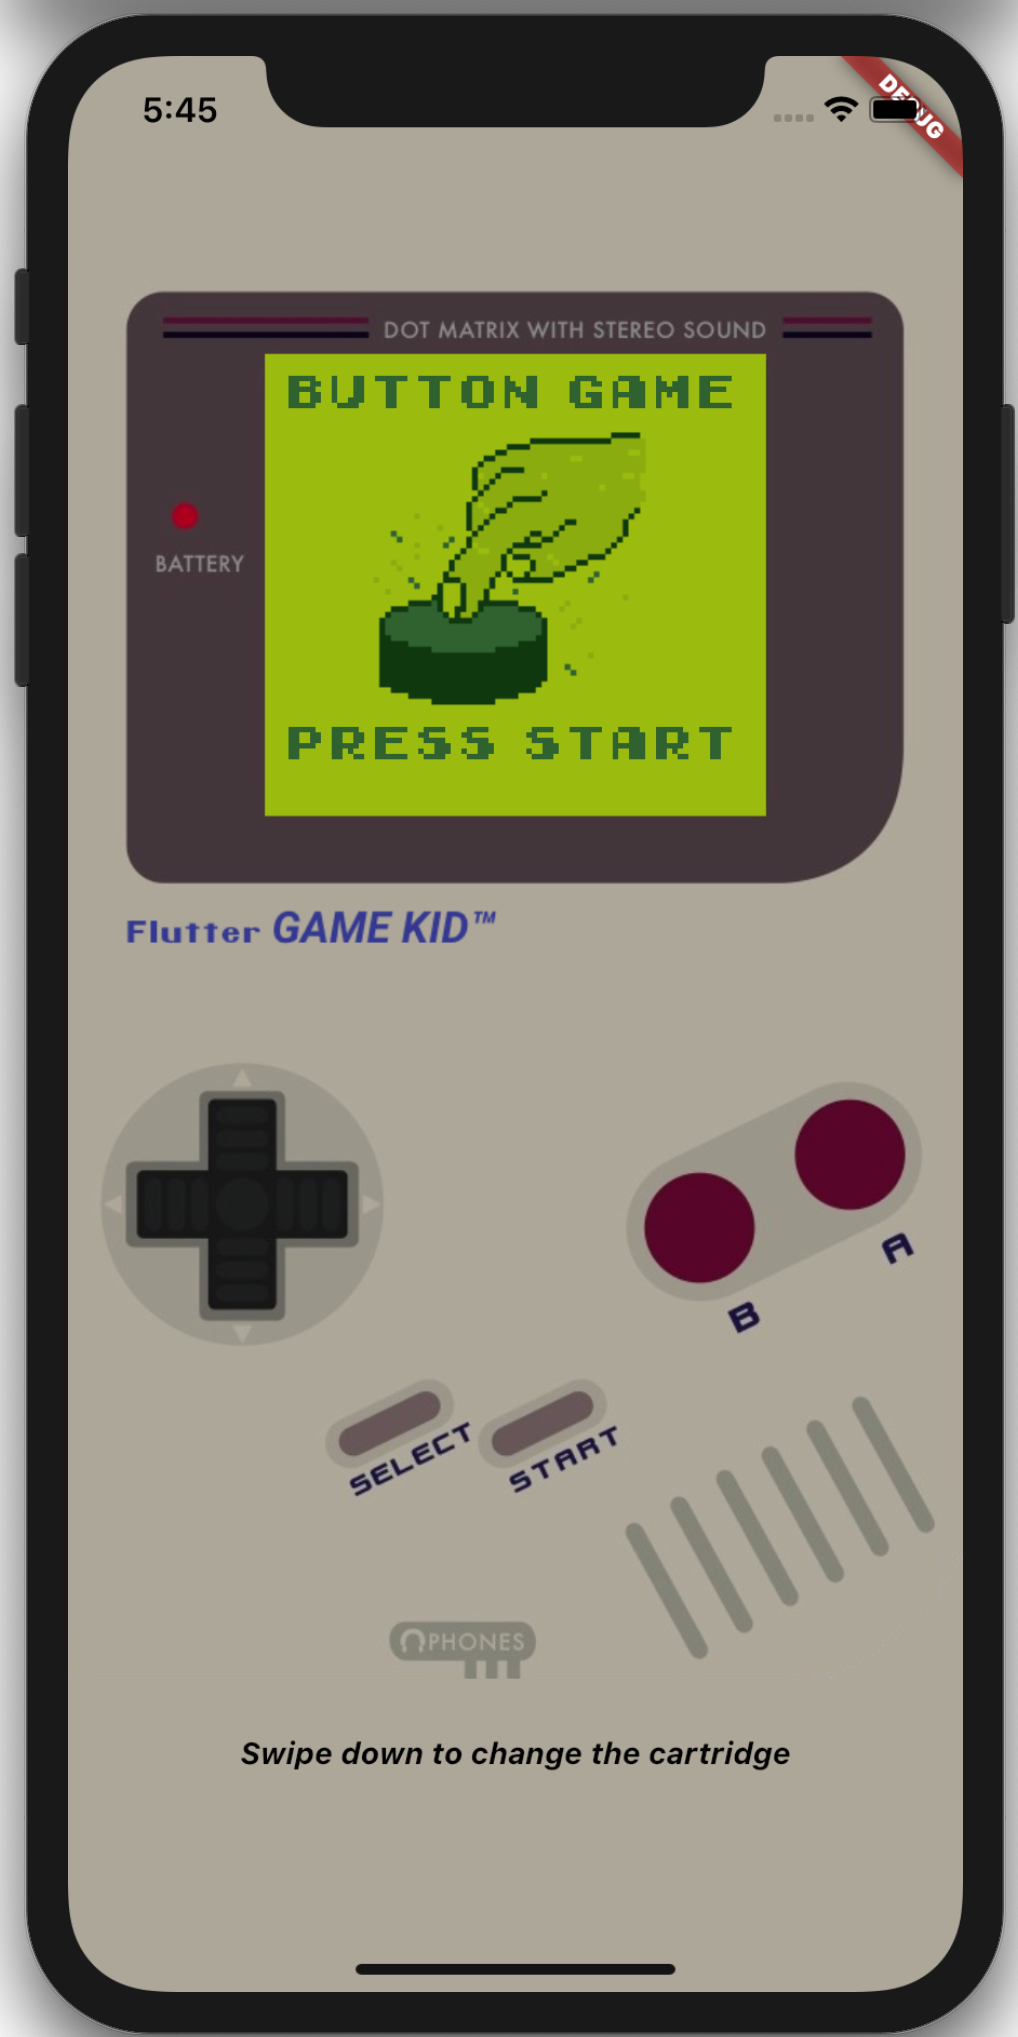 5:45
DEBUG
DOT MATRIX WITH STEREO SOUND
BUTTON GAME
BATTERY
PRESS START
Flutter GAME KID™
A
B
SELECT
START
PHONES
Swipe down to change the cartridge